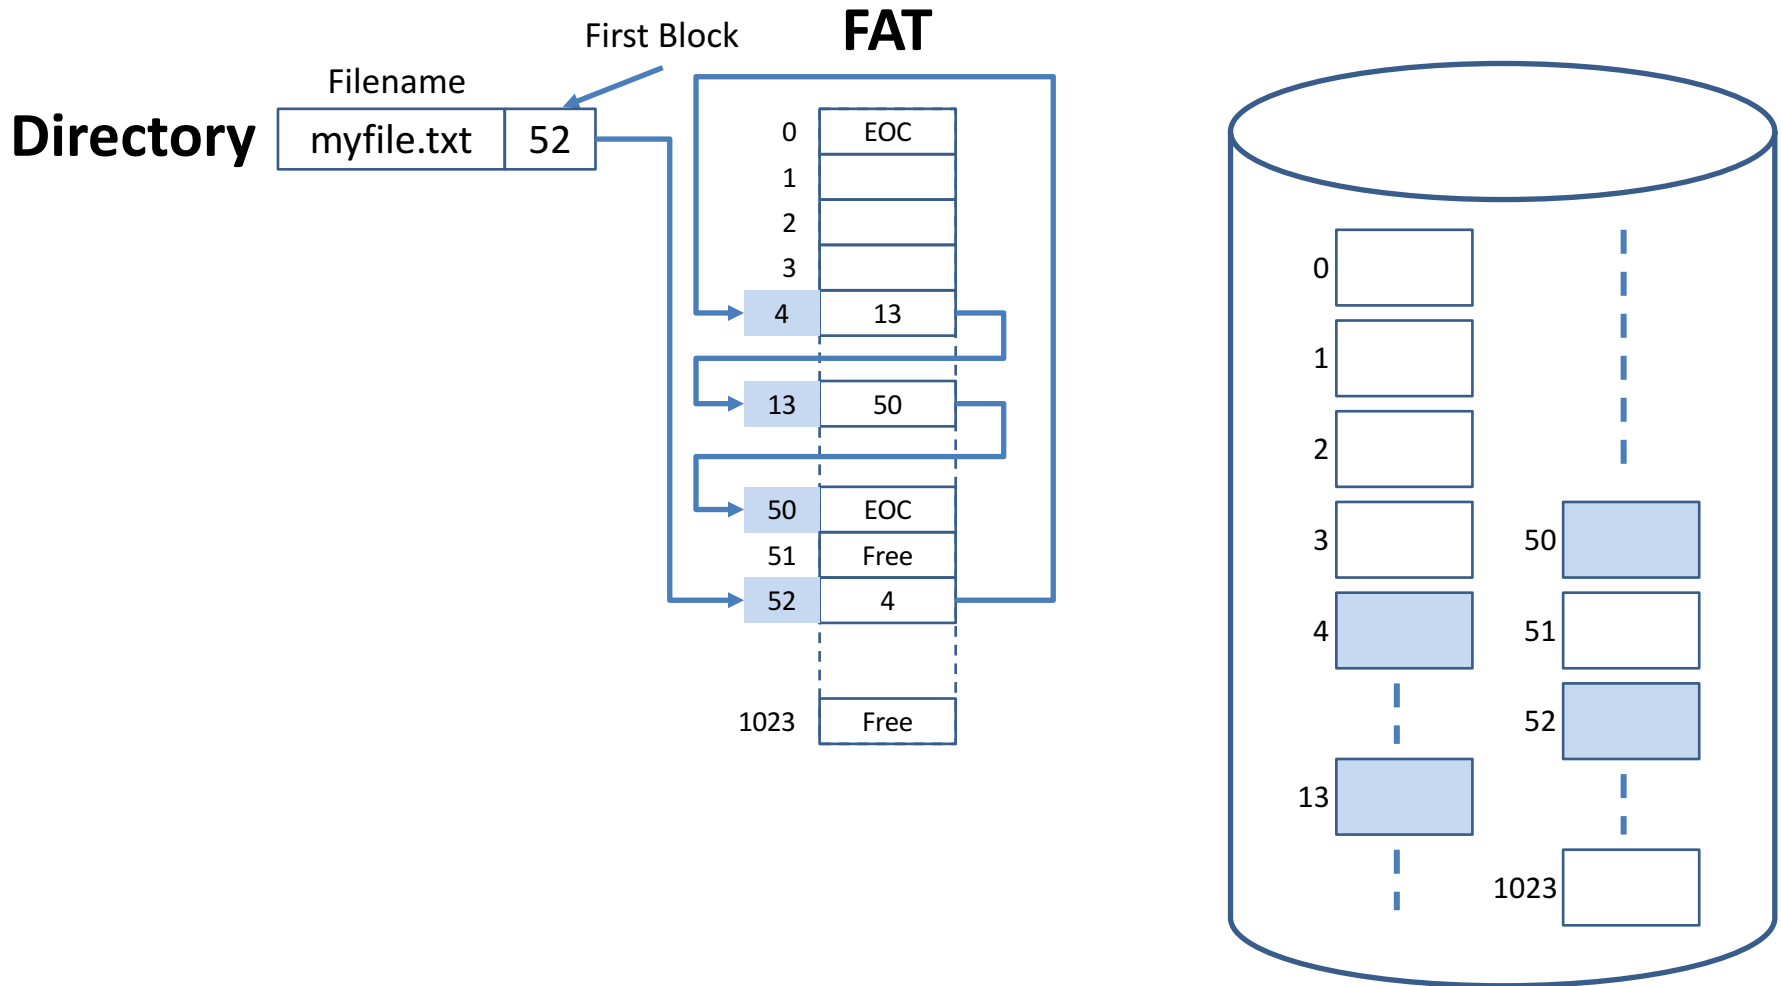 First Block
FAT
Filename
Directory
myfile.txt 52
0 EOC
1
2
3
4 13
13 50
50 EOC
51 Free
52 4
1023 Free
0
1
2
3
4
13
50
51
52
1023